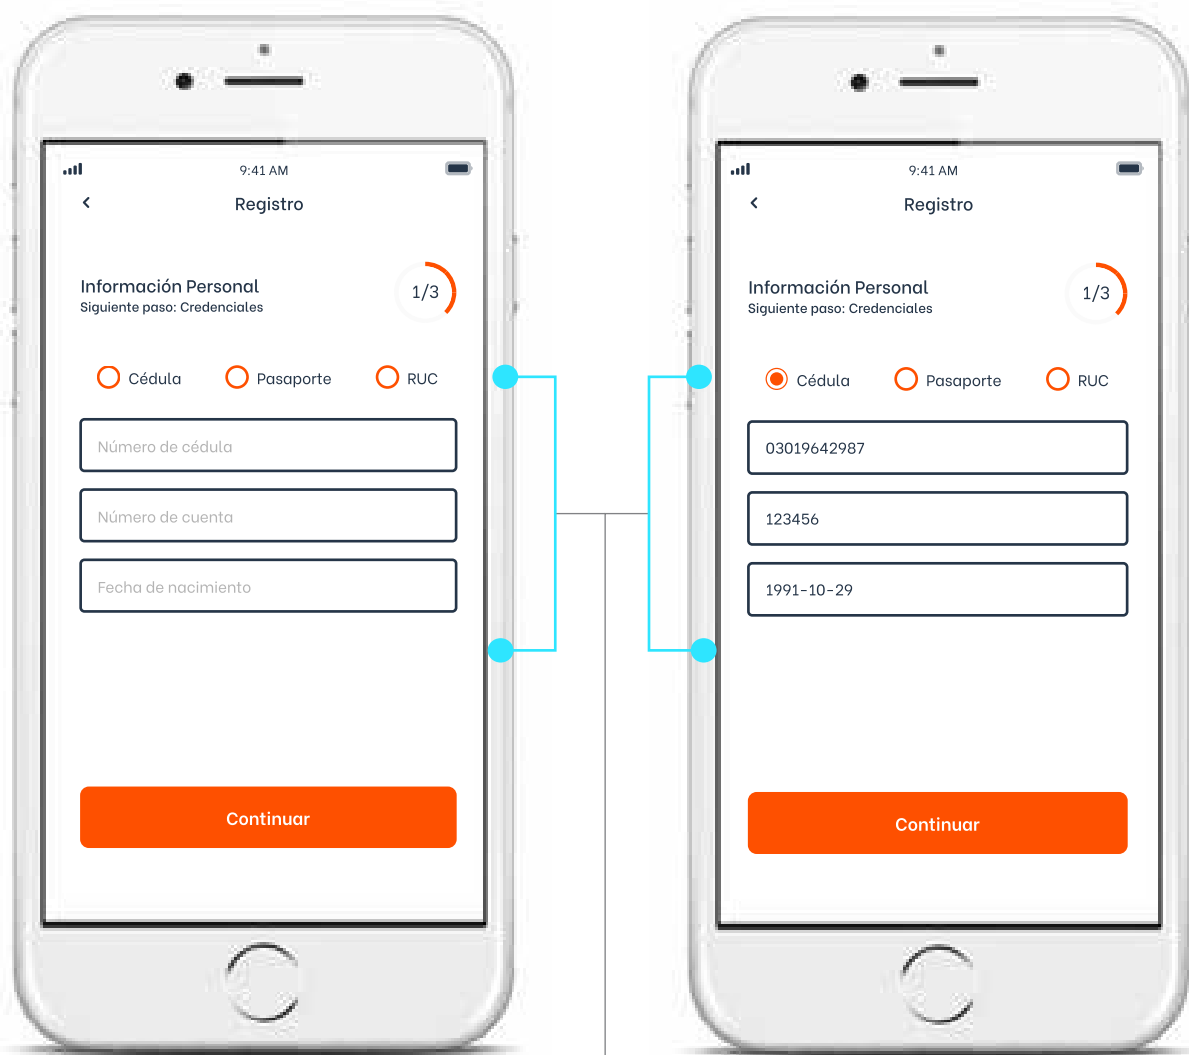 9:41 AM
Registro
Información Personal
Siguiente paso: Credenciales
1/3
Cédula Pasaporte RUC
Número de cédula
Número de cuenta
Fecha de nacimiento
Continuar
9:41 AM
Registro
Información Personal
Siguiente paso: Credenciales
1/3
Cédula Pasaporte RUC
03019642987
123456
1991-10-29
Continuar